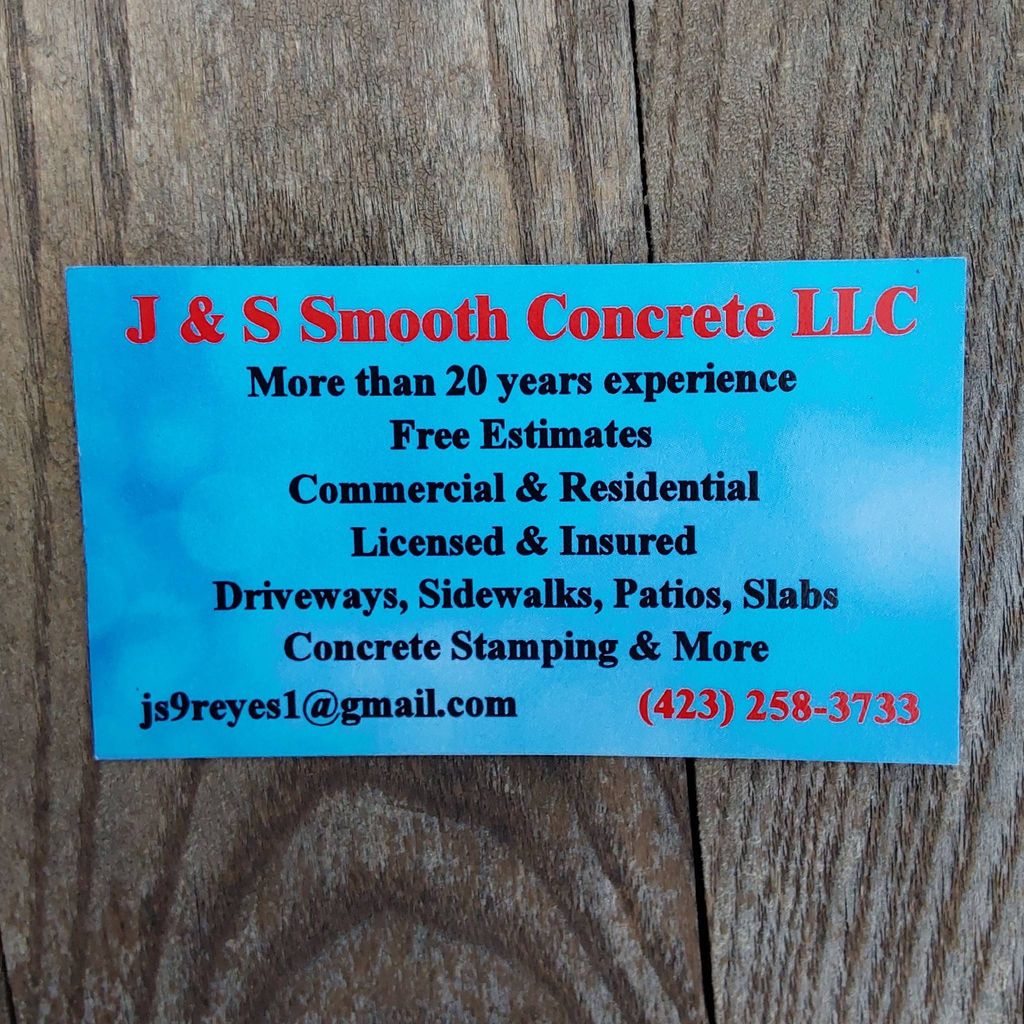 J & S Smooth Concrete LLC
More than 20 years experience
Free Estimates
Commercial & Residential
Licensed & Insured
Driveways, Sidewalks, Patios, Slabs
Concrete Stamping & More
js9reyes1@gmail.com (423) 258-3733